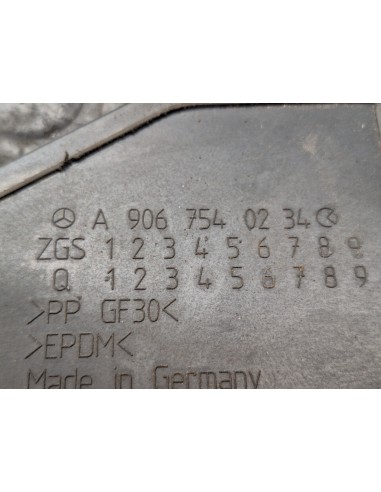 A 906 754 02 34
ZGS 1 2 3 4 5 6 7 8 9
Q 1 2 3 4 5 6 7 8 9
>PP GF30<
>EPDM<
Made in Germany